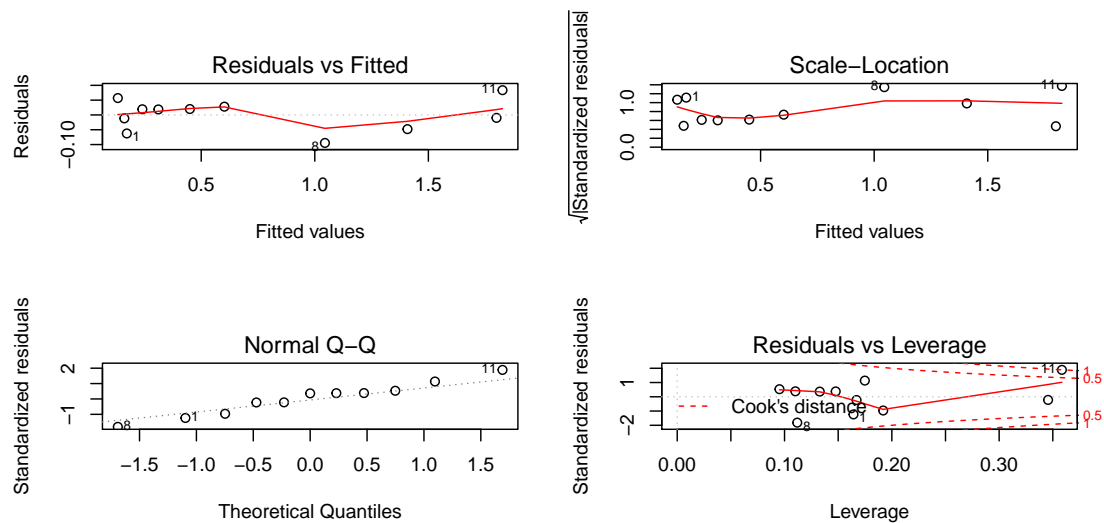 Residuals vs Fitted
Residuals
−0.10
1
8
11
0.5 1.0 1.5
Fitted values
Scale−Location
√|Standardized residuals|
0.0 1.0
1
8
11
0.5 1.0 1.5
Fitted values
Normal Q−Q
Standardized residuals
−1 2
8
1
11
−1.5 −1.0 −0.5 0.0 0.5 1.0 1.5
Theoretical Quantiles
Residuals vs Leverage
Standardized residuals
−2 1
11
1
0.5
Cook's distance
8
1
0.5
1
0.00 0.10 0.20 0.30
Leverage